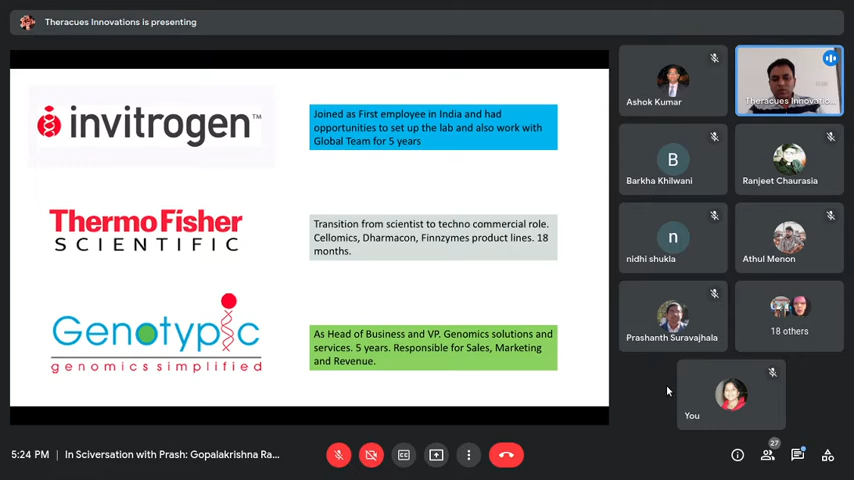 Theracues Innovations is presenting
invitrogen™
Joined as First employee in India and had
opportunities to set up the lab and also work with
Global Team for 5 years
ThermoFisher
SCIENTIFIC
Transition from scientist to techno commercial role.
Cellomics, Dharmacon, Finnzymes product lines. 18
months.
Genotypic
genomics simplified
As Head of Business and VP. Genomics solutions and
services. 5 years. Responsible for Sales, Marketing
and Revenue.
Ashok Kumar
Theracues Innovatio...
B
Barkha Khilwani
Ranjeet Chaurasia
n
nidhi shukla
Athul Menon
Prashanth Suravajhala
18 others
You
5:24 PM | In Sciversation with Prash: Gopalakrishna Ra...
CC
27